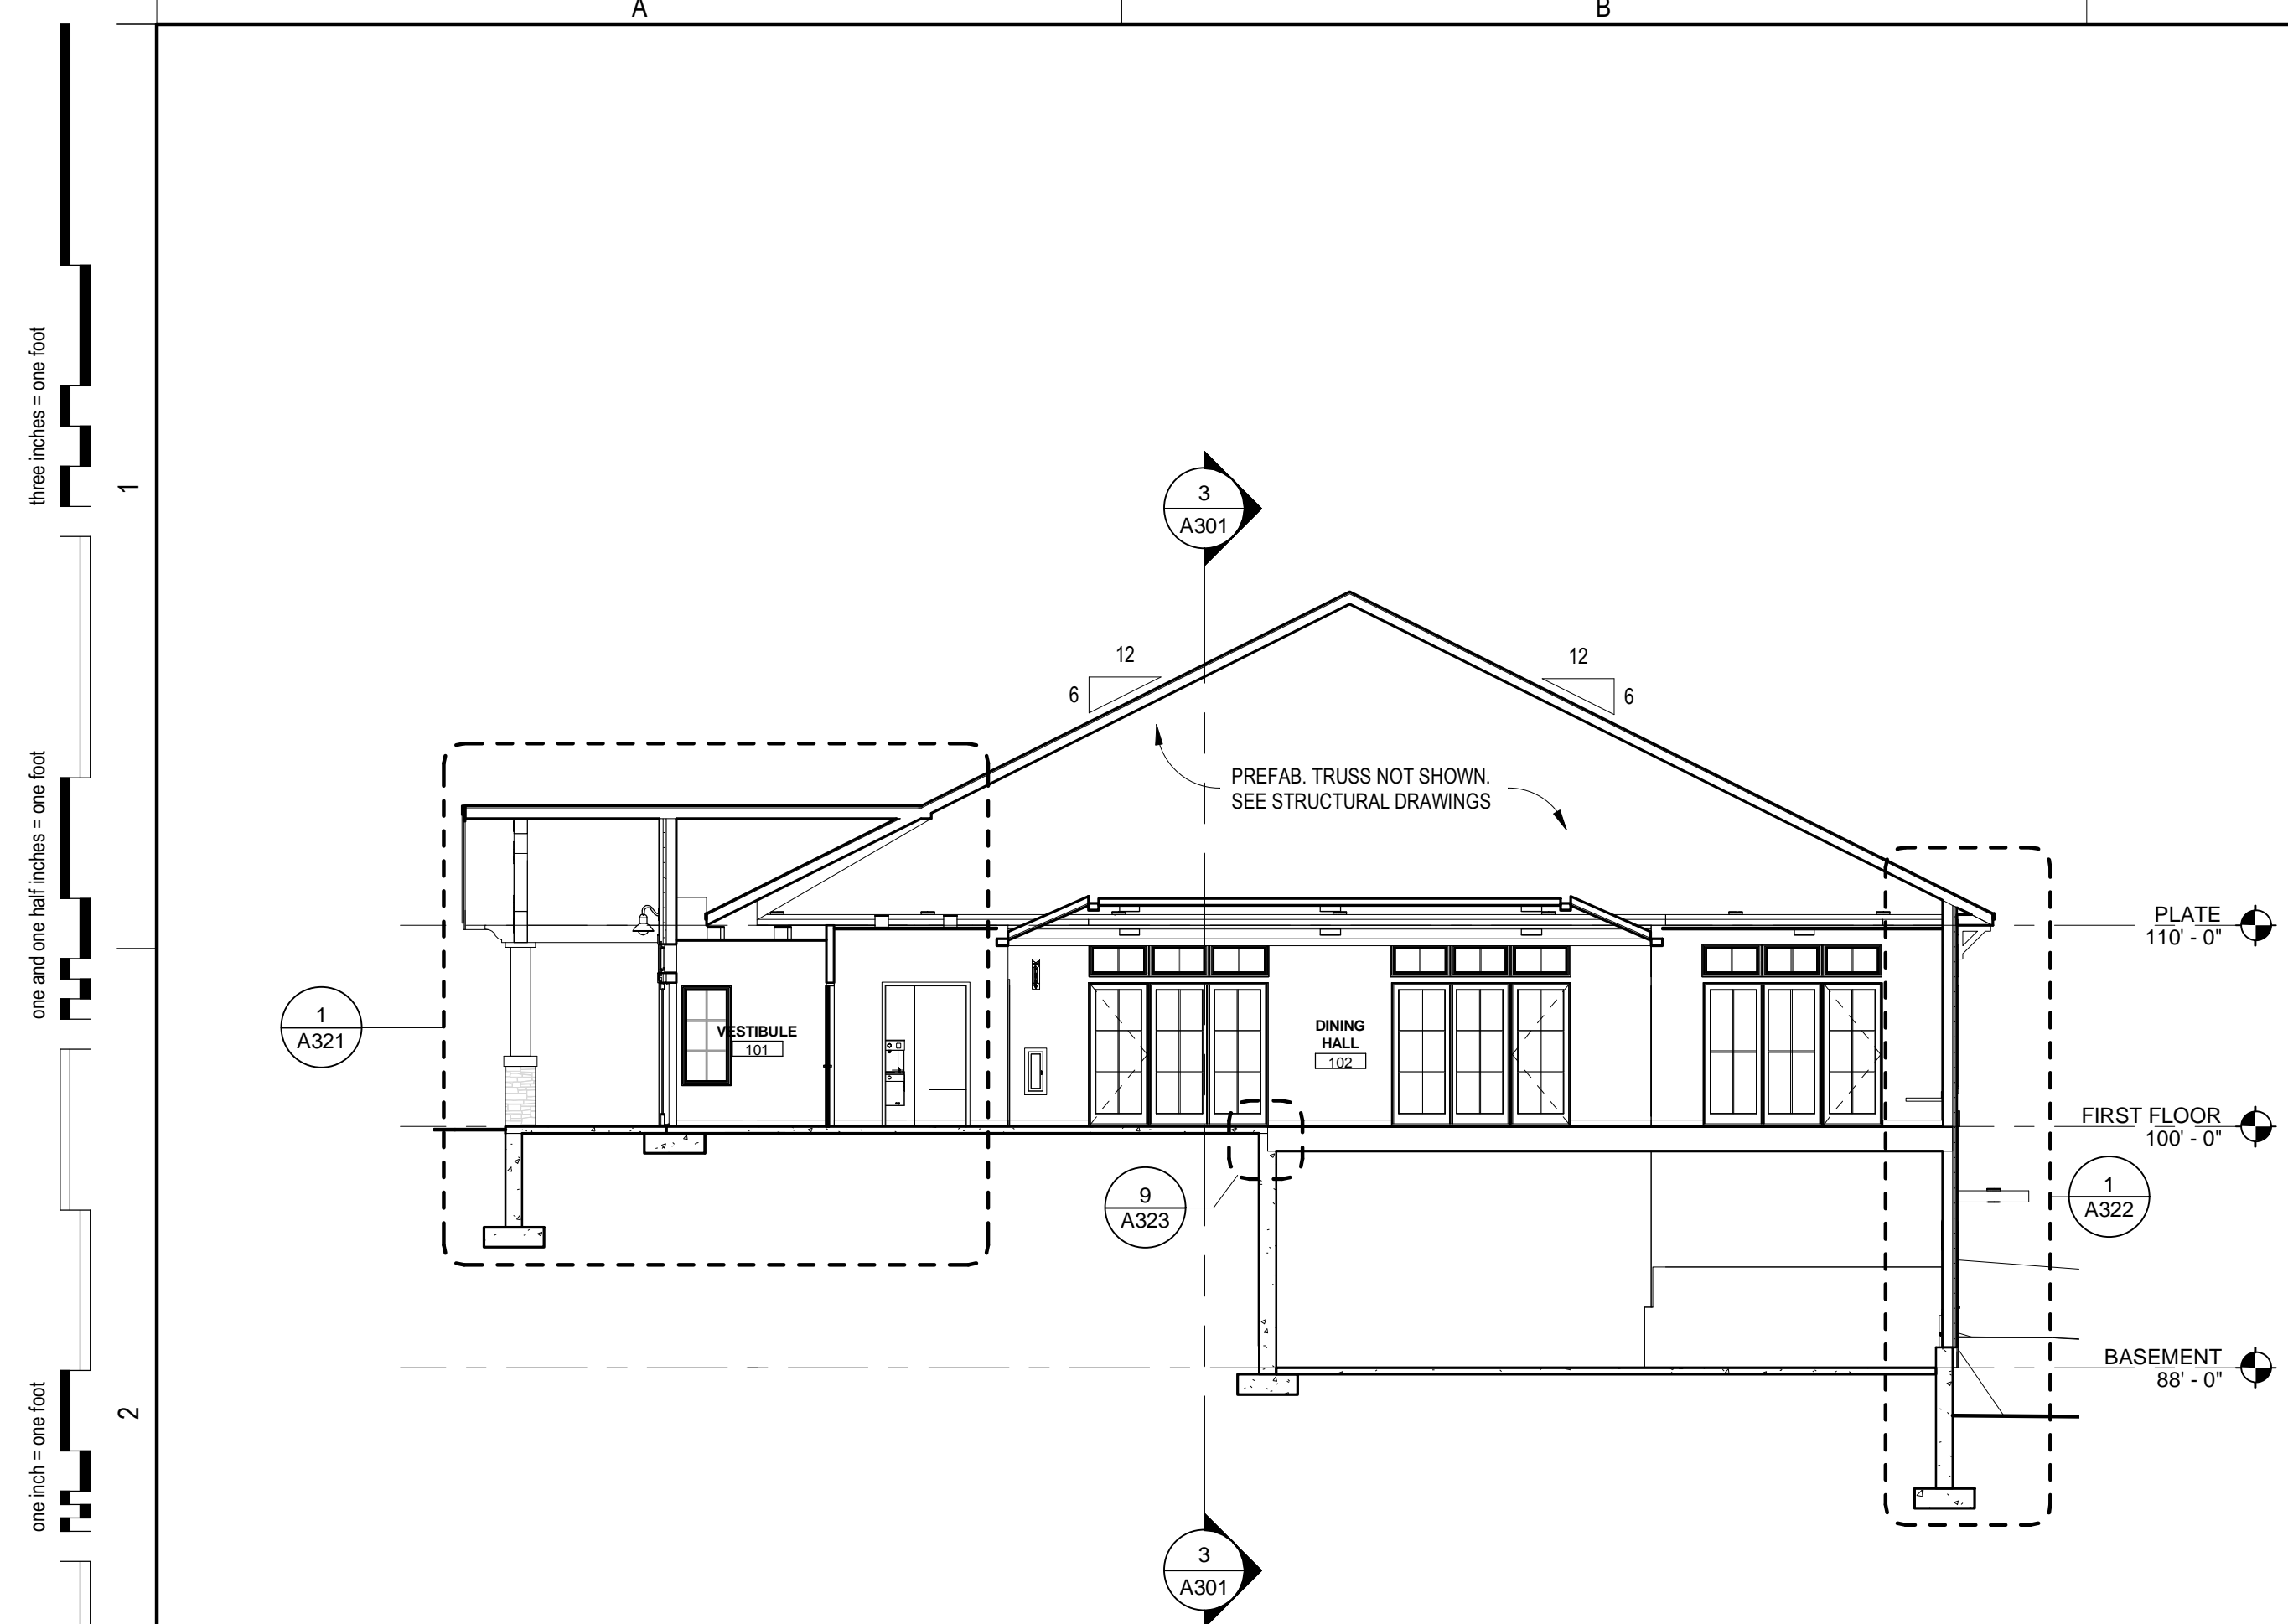 A
B
three inches = one foot
one and one half inches = one foot
one inch = one foot
1
2
3
A301
12
6
12
6
PREFAB. TRUSS NOT SHOWN.
SEE STRUCTURAL DRAWINGS
PLATE
110' - 0"
1
A321
VESTIBULE
101
DINING
HALL
102
FIRST FLOOR
100' - 0"
9
A323
1
A322
BASEMENT
88' - 0"
3
A301